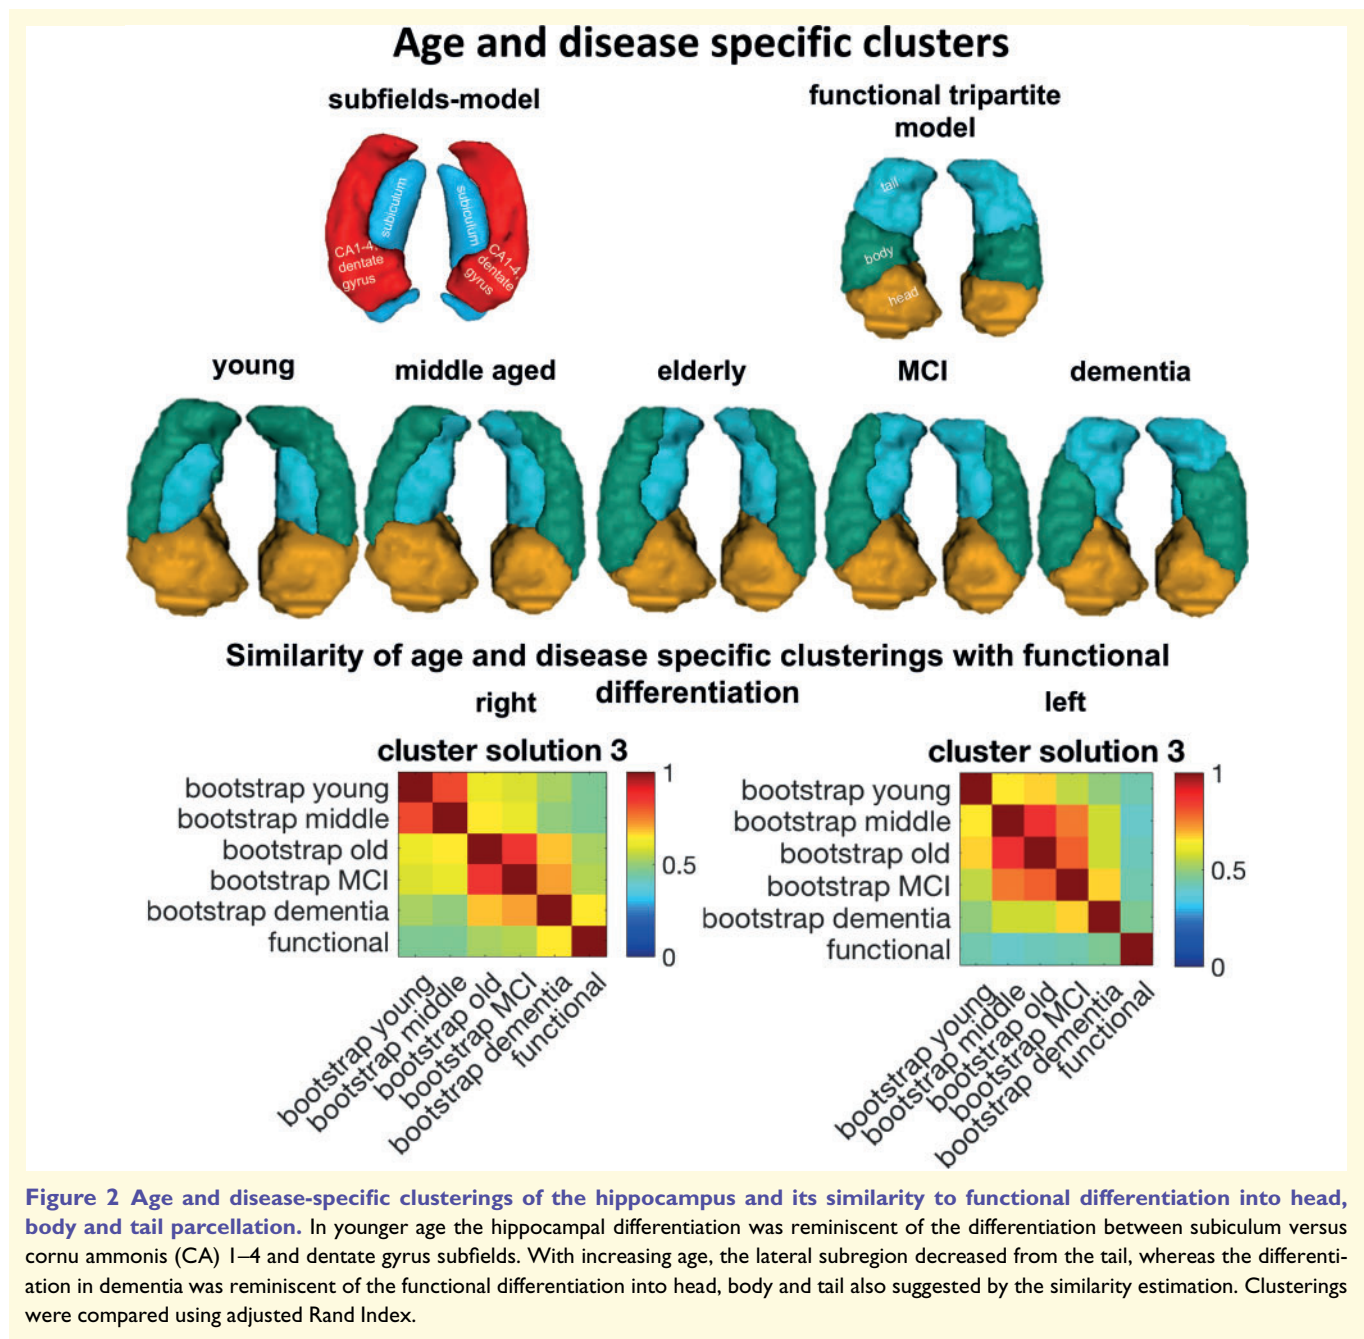 Age and disease specific clusters
subfields-model
functional tripartite
model
subiculum
subiculum
CA1-4,
dentate
gyrus
CA1-4,
dentate
gyrus
tail
body
head
young
middle aged
elderly
MCI
dementia
Similarity of age and disease specific clusterings with functional
differentiation
right
left
cluster solution 3
bootstrap young
bootstrap middle
bootstrap old
bootstrap MCI
bootstrap dementia
functional
1
0.5
0
bootstrap young
bootstrap middle
bootstrap old
bootstrap MCI
bootstrap dementia
functional
cluster solution 3
bootstrap young
bootstrap middle
bootstrap old
bootstrap MCI
bootstrap dementia
functional
1
0.5
0
bootstrap young
bootstrap middle
bootstrap old
bootstrap MCI
bootstrap dementia
functional
Figure 2 Age and disease-specific clusterings of the hippocampus and its similarity to functional differentiation into head,
body and tail parcellation. In younger age the hippocampal differentiation was reminiscent of the differentiation between subiculum versus
cornu ammonis (CA) 1–4 and dentate gyrus subfields. With increasing age, the lateral subregion decreased from the tail, whereas the differenti-
ation in dementia was reminiscent of the functional differentiation into head, body and tail also suggested by the similarity estimation. Clusterings
were compared using adjusted Rand Index.